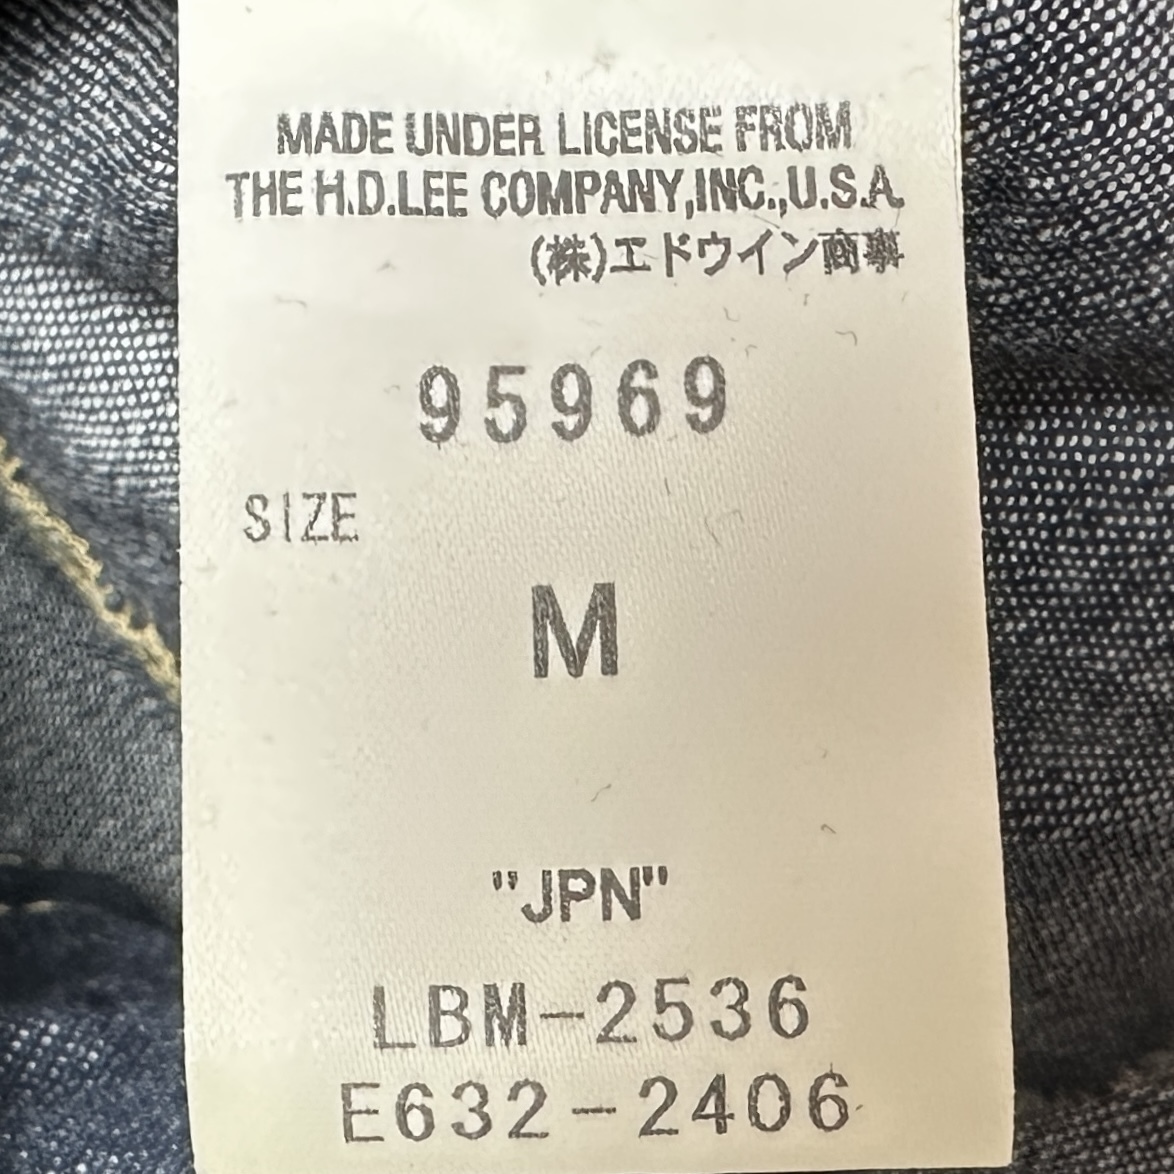 MADE UNDER LICENSE FROM
THE H.D.LEE COMPANY,INC.,U.S.A.
(株)エドウイン商事
95969
SIZE
M
"JPN"
LBM-2536
E632-2406